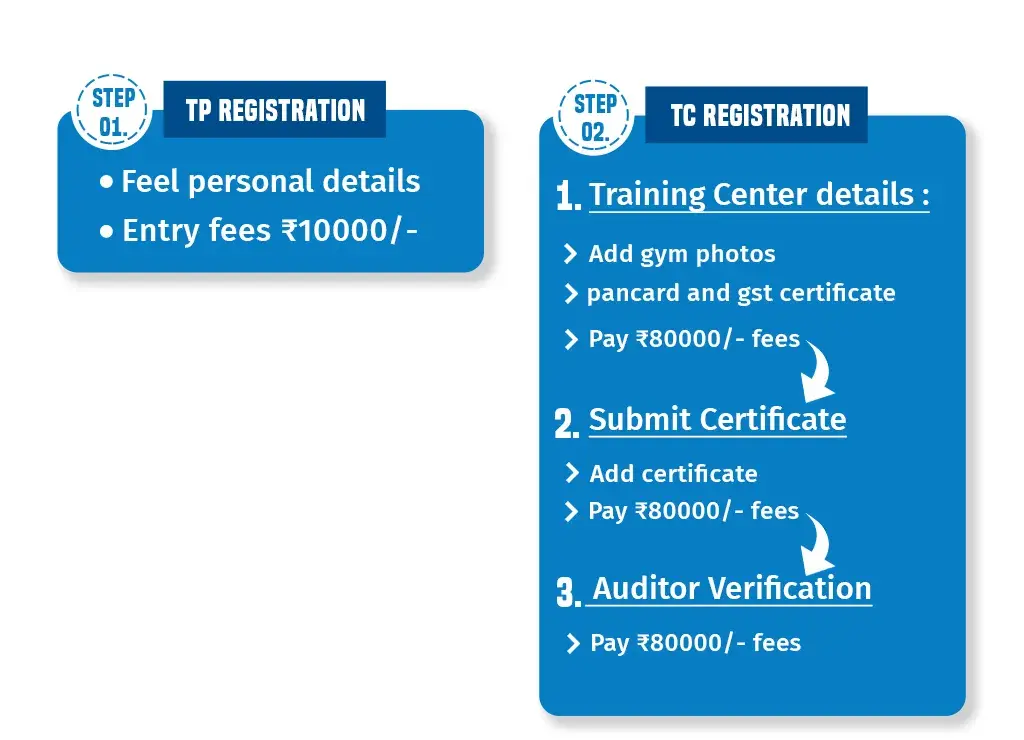 STEP
01.
TP REGISTRATION
• Feel personal details
• Entry fees ₹10000/-
STEP
02.
TC REGISTRATION
1. Training Center details :
Add gym photos
pancard and gst certificate
Pay ₹80000/- fees
2. Submit Certificate
Add certificate
Pay ₹80000/- fees
3. Auditor Verification
Pay ₹80000/- fees